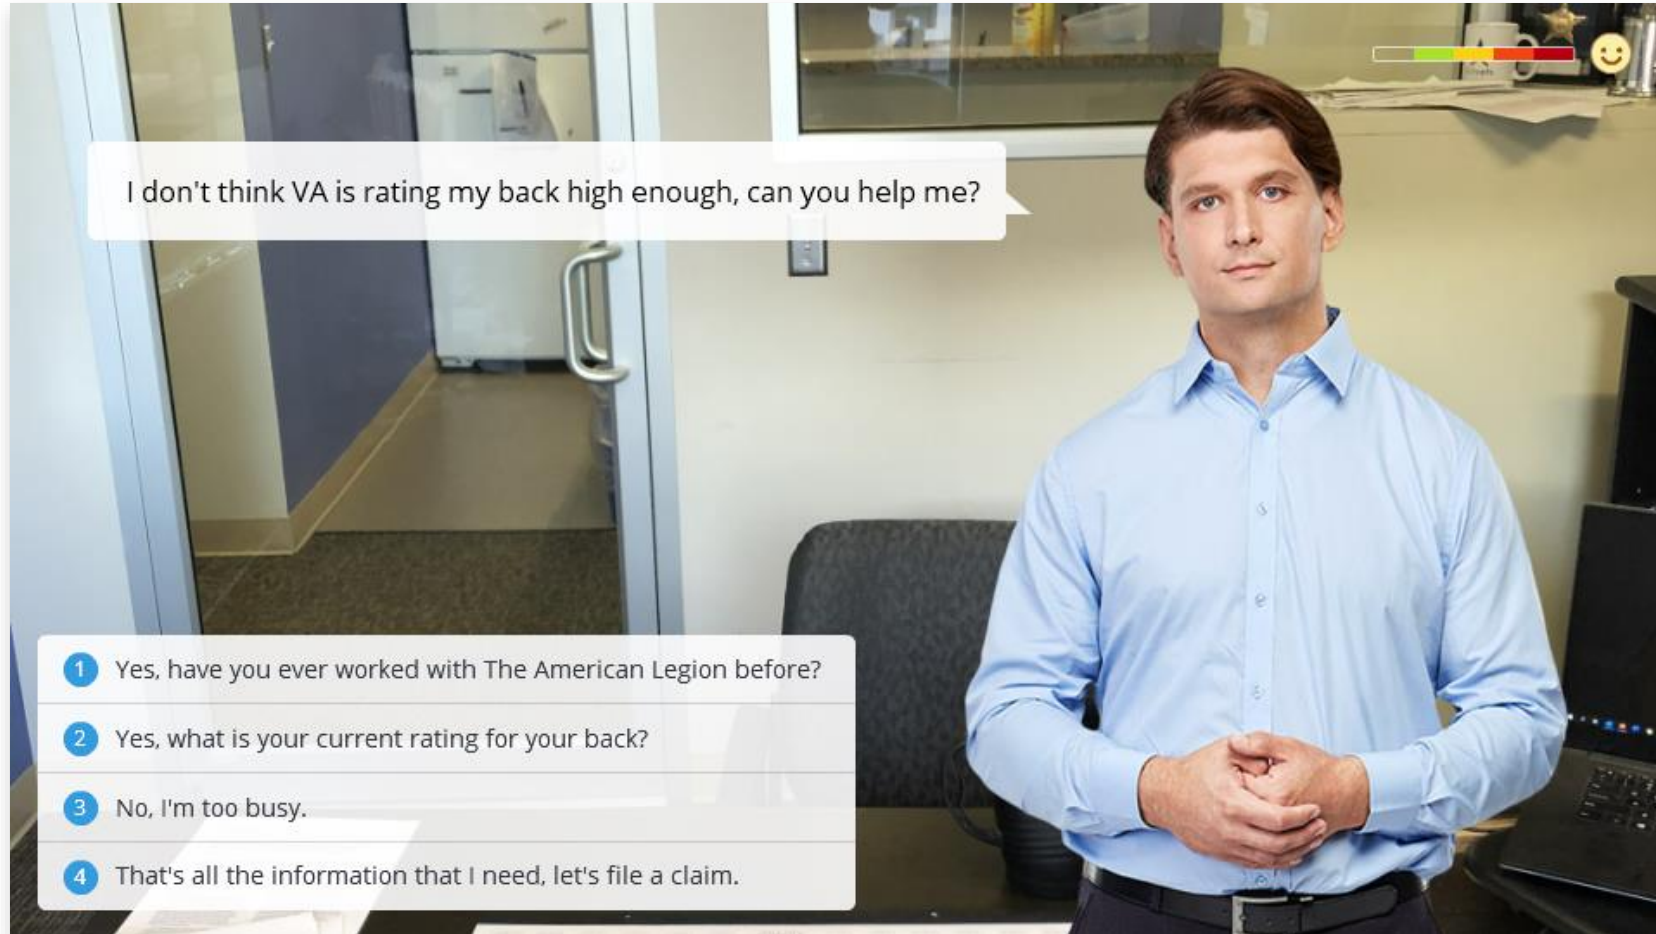 I don't think VA is rating my back high enough, can you help me?
1 Yes, have you ever worked with The American Legion before?
2 Yes, what is your current rating for your back?
3 No, I'm too busy.
4 That's all the information that I need, let's file a claim.